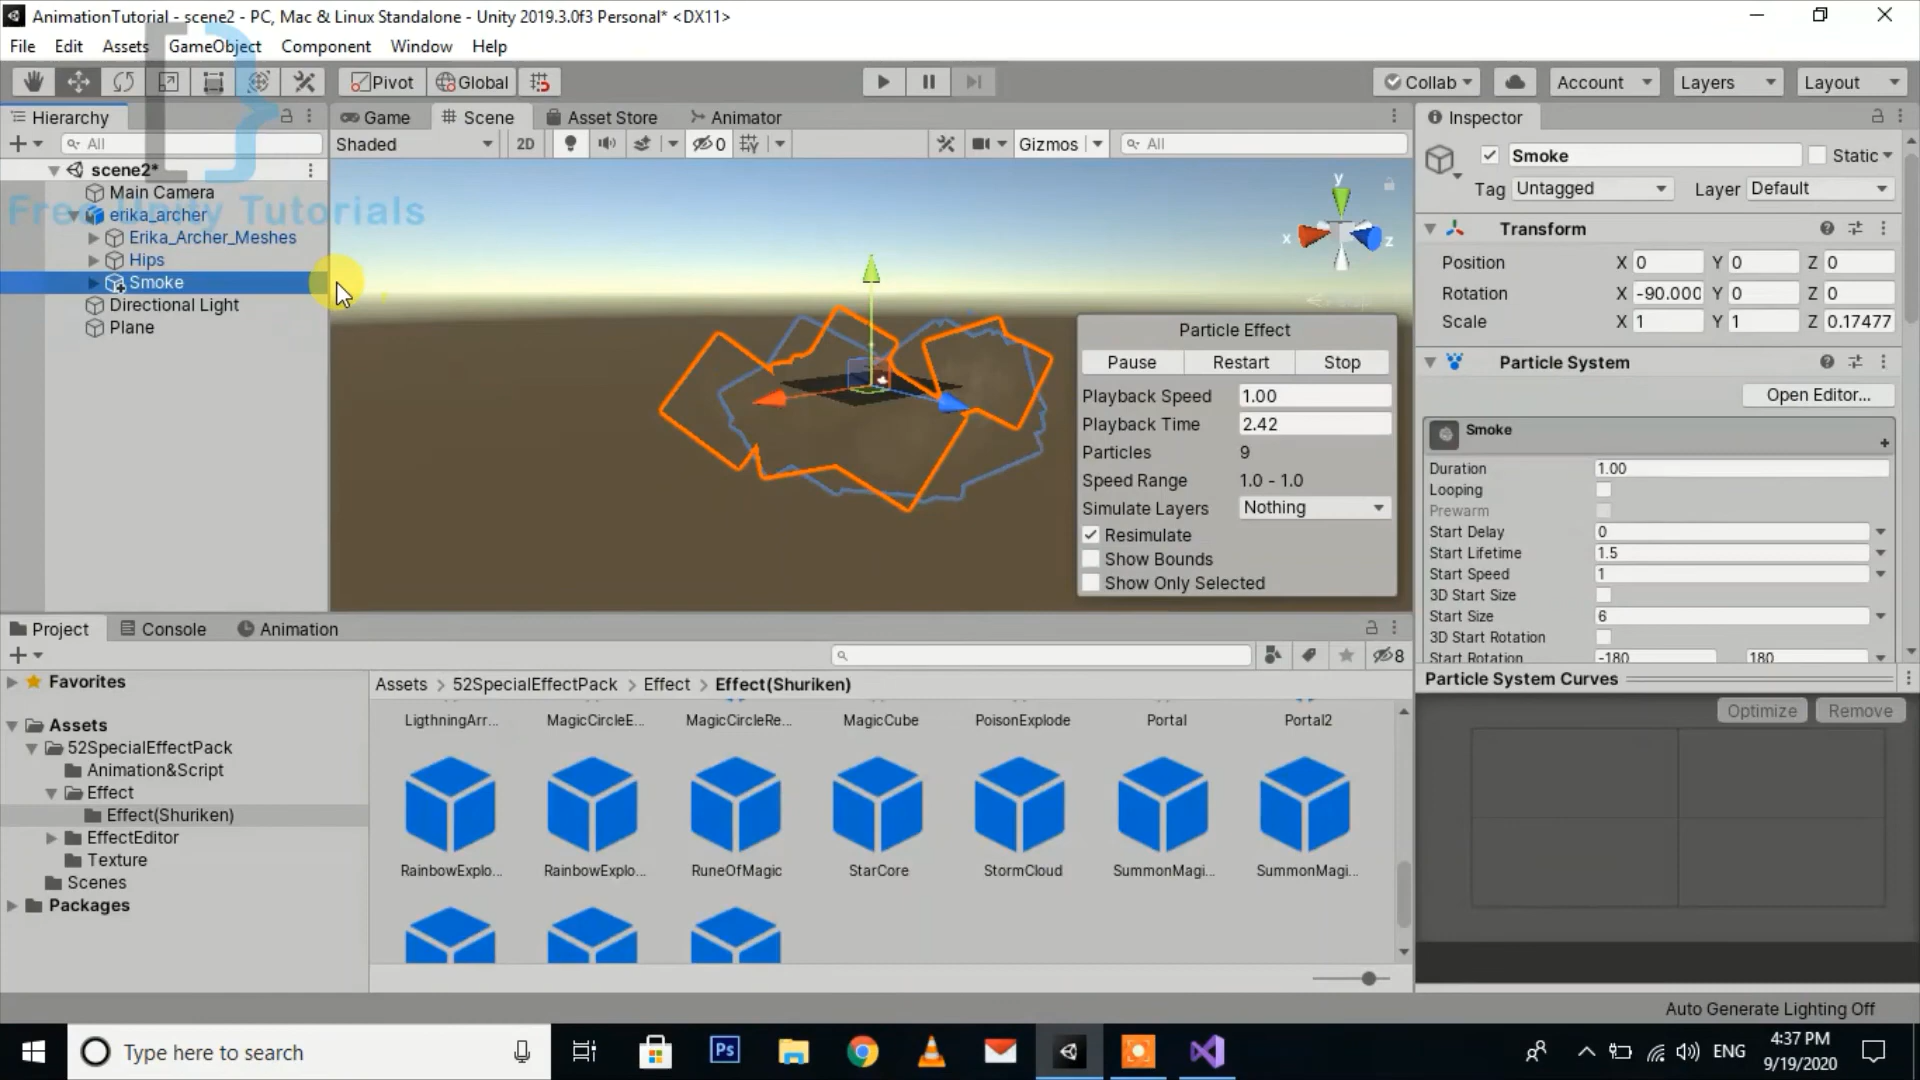 AnimationTutorial - scene2 - PC, Mac & Linux Standalone - Unity 2019.3.0f3 Personal* <DX11>
File Edit Assets GameObject Component Window Help
Pivot Global Collab Account Layers Layout
Hierarchy
All
scene2*
Main Camera
erika_archer
Erika_Archer_Meshes
Hips
Smoke
Directional Light
Plane
Free Unity Tutorials
Game Scene Asset Store Animator
Shaded 2D 0 Gizmos All
y
x
z
Particle Effect
Pause Restart Stop
Playback Speed 1.00
Playback Time 2.42
Particles 9
Speed Range 1.0 - 1.0
Simulate Layers Nothing
Resimulate
Show Bounds
Show Only Selected
Inspector
Smoke Static
Tag Untagged Layer Default
Transform
Position X 0 Y 0 Z 0
Rotation X -90.000 Y 0 Z 0
Scale X 1 Y 1 Z 0.17477
Particle System
Open Editor...
Smoke
Duration 1.00
Looping
Prewarm
Start Delay 0
Start Lifetime 1.5
Start Speed 1
3D Start Size
Start Size 6
3D Start Rotation
Start Rotation -180 180
Particle System Curves
Optimize Remove
Project Console Animation
8
Favorites
Assets
52SpecialEffectPack
Animation&Script
Effect
Effect(Shuriken)
EffectEditor
Texture
Scenes
Packages
Assets > 52SpecialEffectPack > Effect > Effect(Shuriken)
LigthningArr... MagicCircleE... MagicCircleRe... MagicCube PoisonExplode Portal Portal2
RainbowExplo... RainbowExplo... RuneOfMagic StarCore StormCloud SummonMagi... SummonMagi...
Auto Generate Lighting Off
Type here to search
Ps
ENG
4:37 PM
9/19/2020